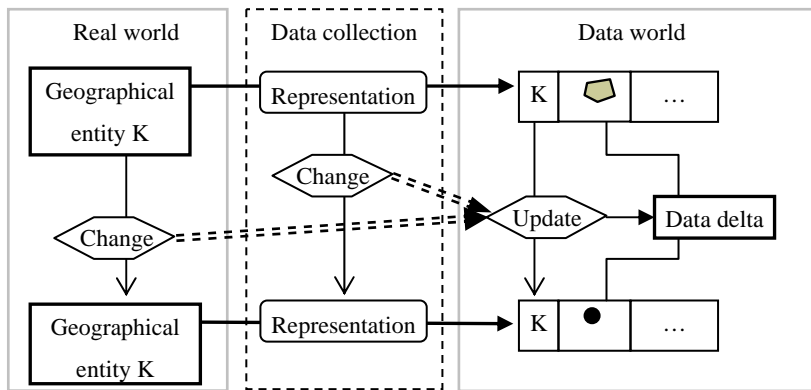 Real world
Data collection
Data world
Geographical
entity K
Representation
K
…
Change
Change
Update
Data delta
Geographical
entity K
Representation
K
…